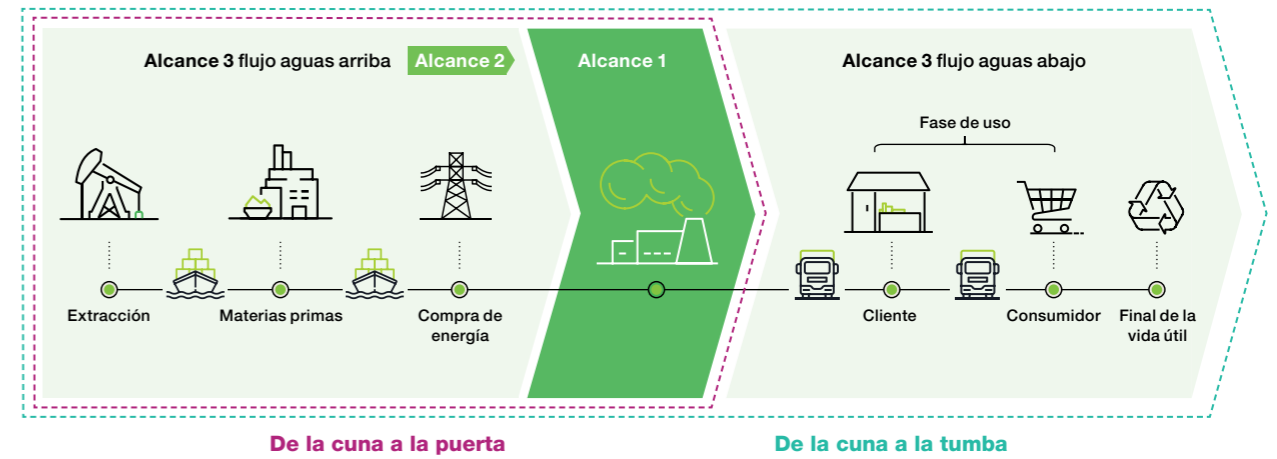 Alcance 3 flujo aguas arriba
Alcance 2
Alcance 1
Alcance 3 flujo aguas abajo
Fase de uso
Extracción
Materias primas
Compra de
energía
Cliente
Consumidor
Final de la
vida útil
De la cuna a la puerta
De la cuna a la tumba